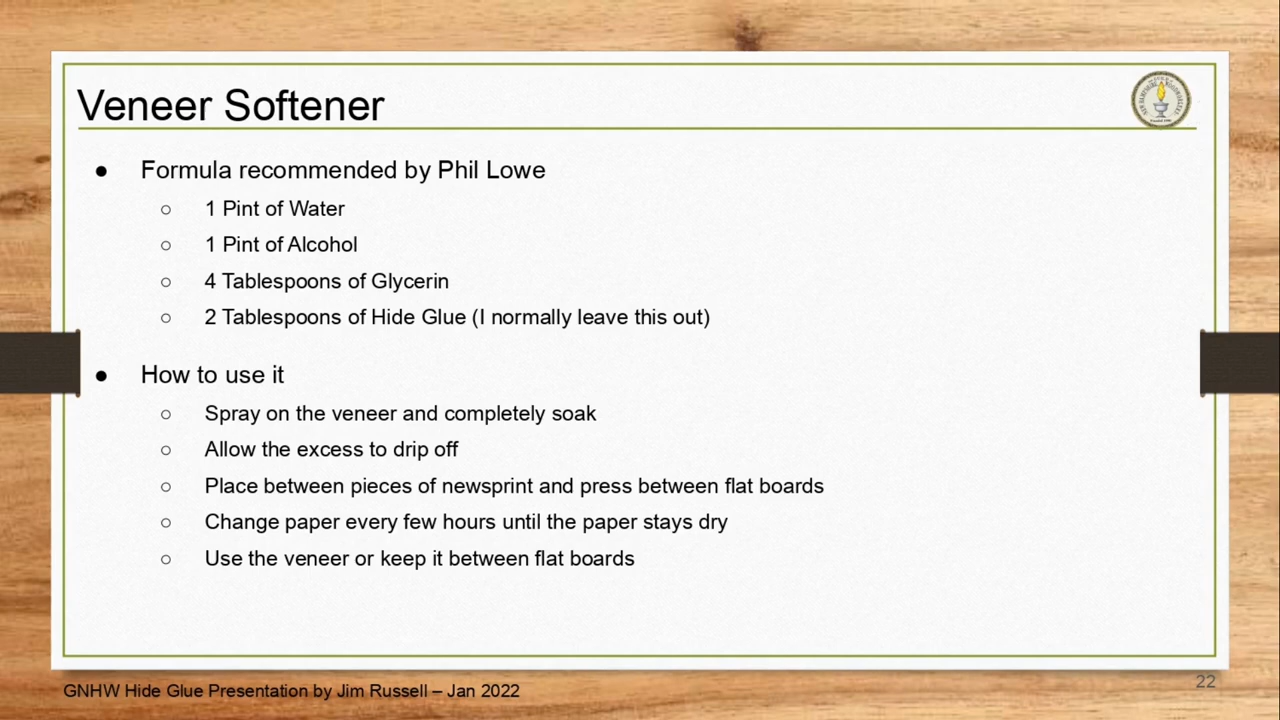 Veneer Softener
● Formula recommended by Phil Lowe
○ 1 Pint of Water
○ 1 Pint of Alcohol
○ 4 Tablespoons of Glycerin
○ 2 Tablespoons of Hide Glue (I normally leave this out)
● How to use it
○ Spray on the veneer and completely soak
○ Allow the excess to drip off
○ Place between pieces of newsprint and press between flat boards
○ Change paper every few hours until the paper stays dry
○ Use the veneer or keep it between flat boards
GNHW Hide Glue Presentation by Jim Russell – Jan 2022
22